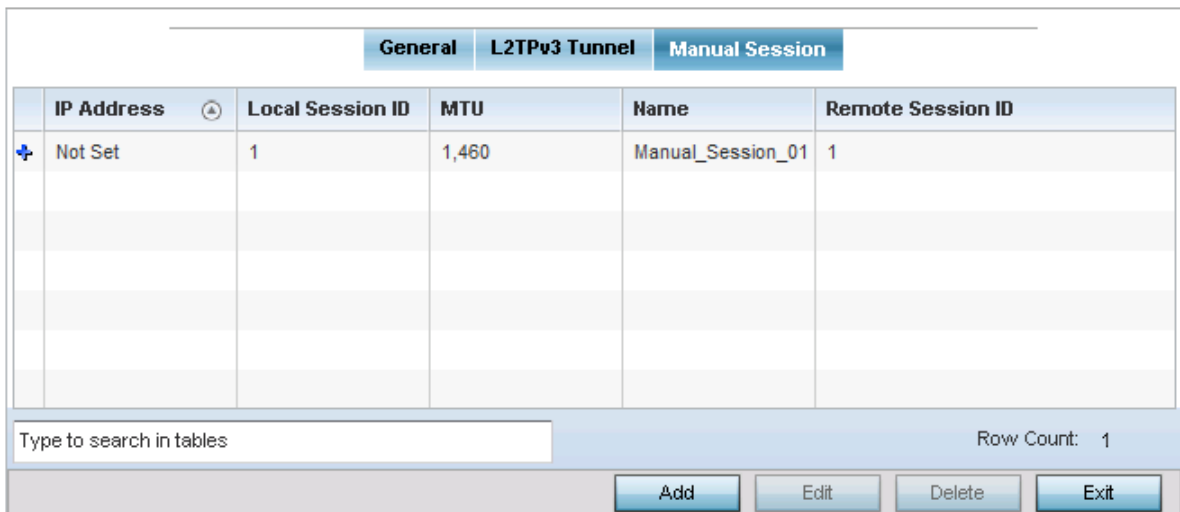 General L2TPv3 Tunnel Manual Session
IP Address Local Session ID MTU Name Remote Session ID
Not Set 1 1,460 Manual_Session_01 1
Type to search in tables Row Count: 1
Add Edit Delete Exit